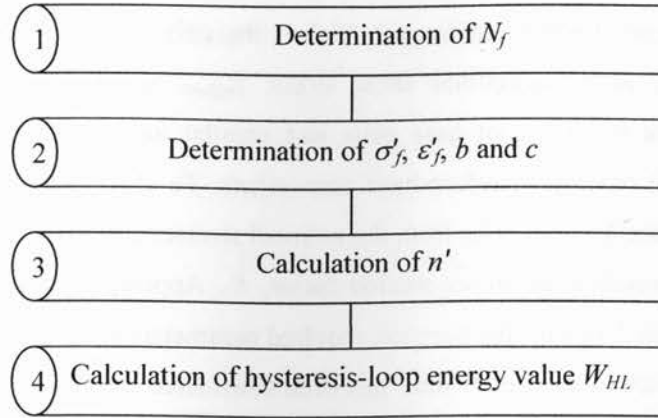 1 Determination of N_f
2 Determination of σ'_f, ε'_f, b and c
3 Calculation of n'
4 Calculation of hysteresis-loop energy value W_HL